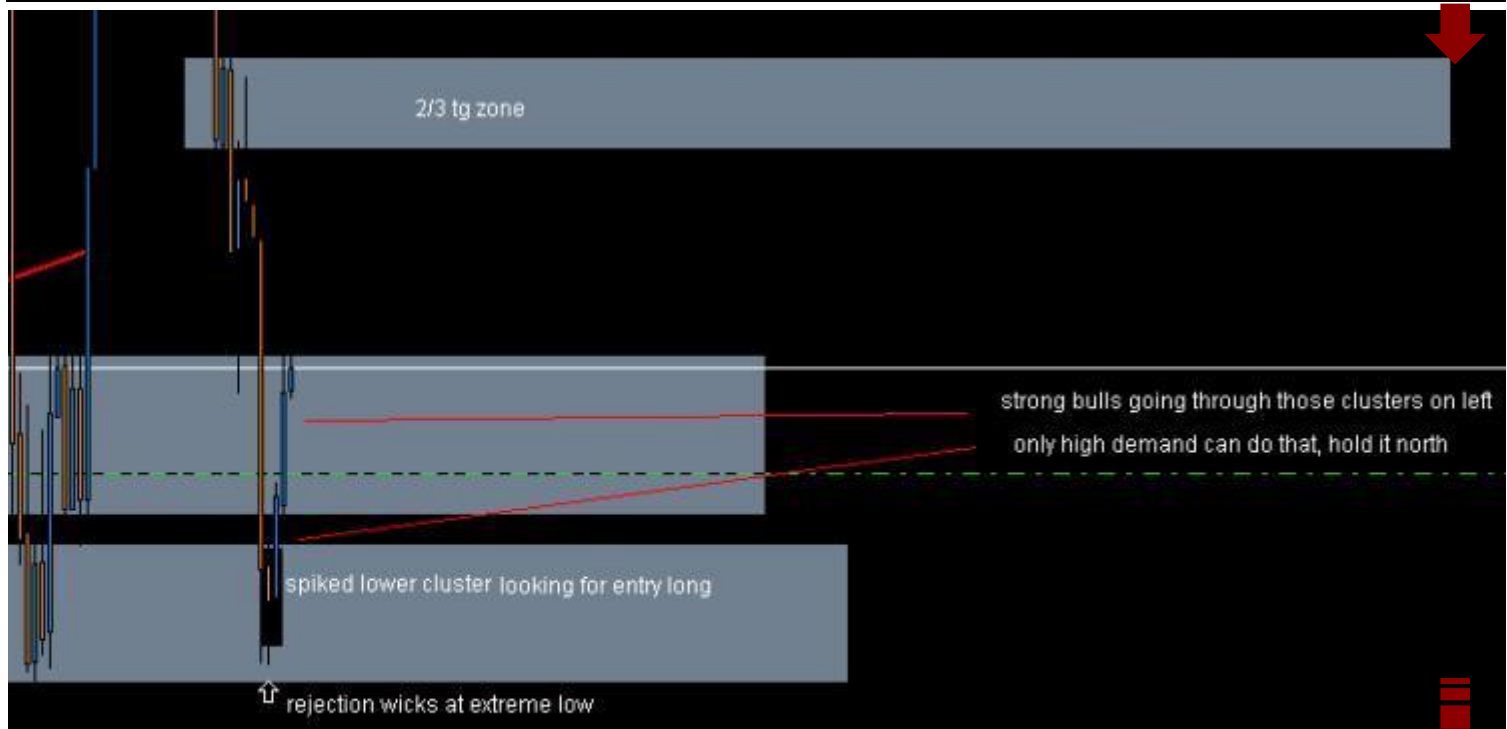 2/3 tg zone
strong bulls going through those clusters on left
only high demand can do that, hold it north
spiked lower cluster looking for entry long
rejection wicks at extreme low